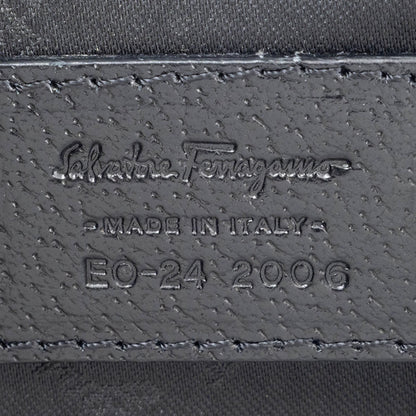 Salvatore Ferragamo
-MADE IN ITALY-
EO-24 2006